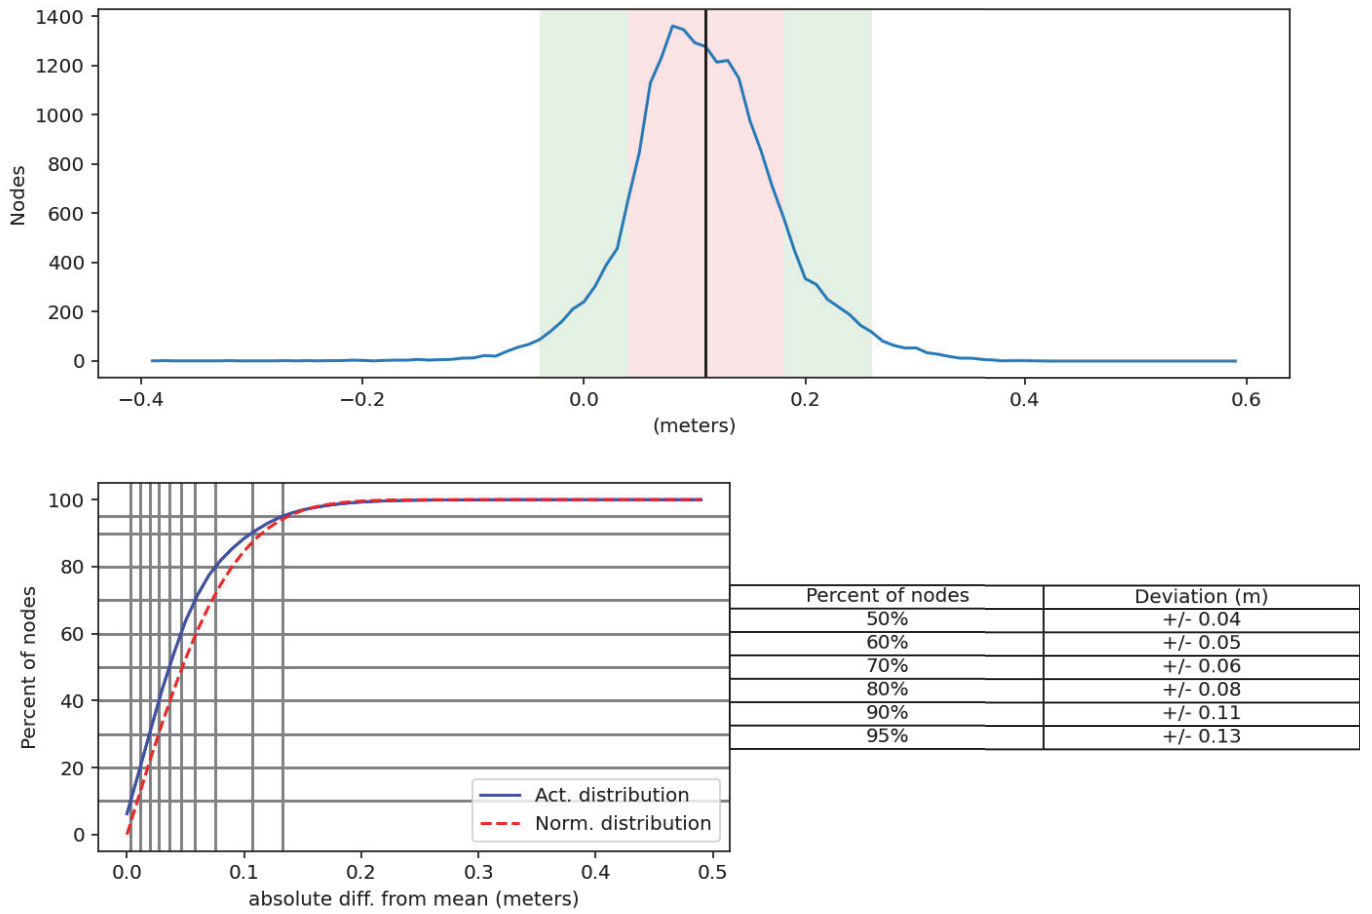 1400
1200
1000
800
600
400
200
0
Nodes
−0.4 −0.2 0.0 0.2 0.4 0.6
(meters)
100
80
60
40
20
0
Percent of nodes
Act. distribution
Norm. distribution
0.0 0.1 0.2 0.3 0.4 0.5
absolute diff. from mean (meters)
Percent of nodes Deviation (m)
50% +/- 0.04
60% +/- 0.05
70% +/- 0.06
80% +/- 0.08
90% +/- 0.11
95% +/- 0.13